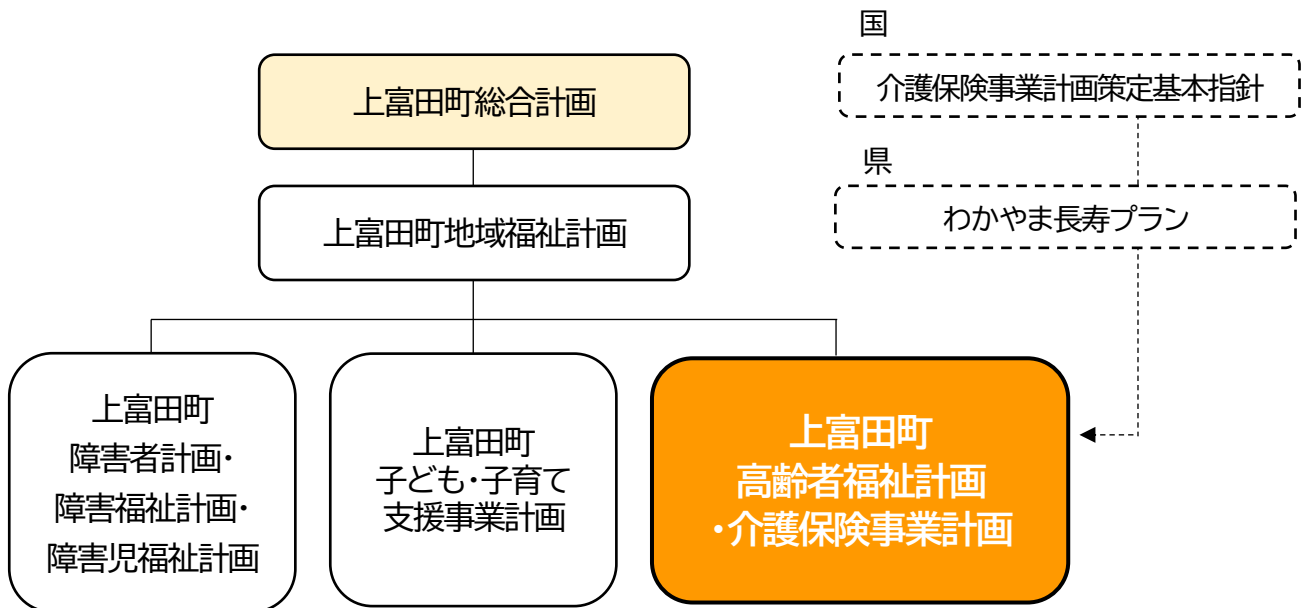 国
介護保険事業計画策定基本指針
上富田町総合計画
県
わかやま長寿プラン
上富田町地域福祉計画
上富田町
障害者計画・
障害福祉計画・
障害児福祉計画
上富田町
子ども・子育て
支援事業計画
上富田町
高齢者福祉計画
・介護保険事業計画